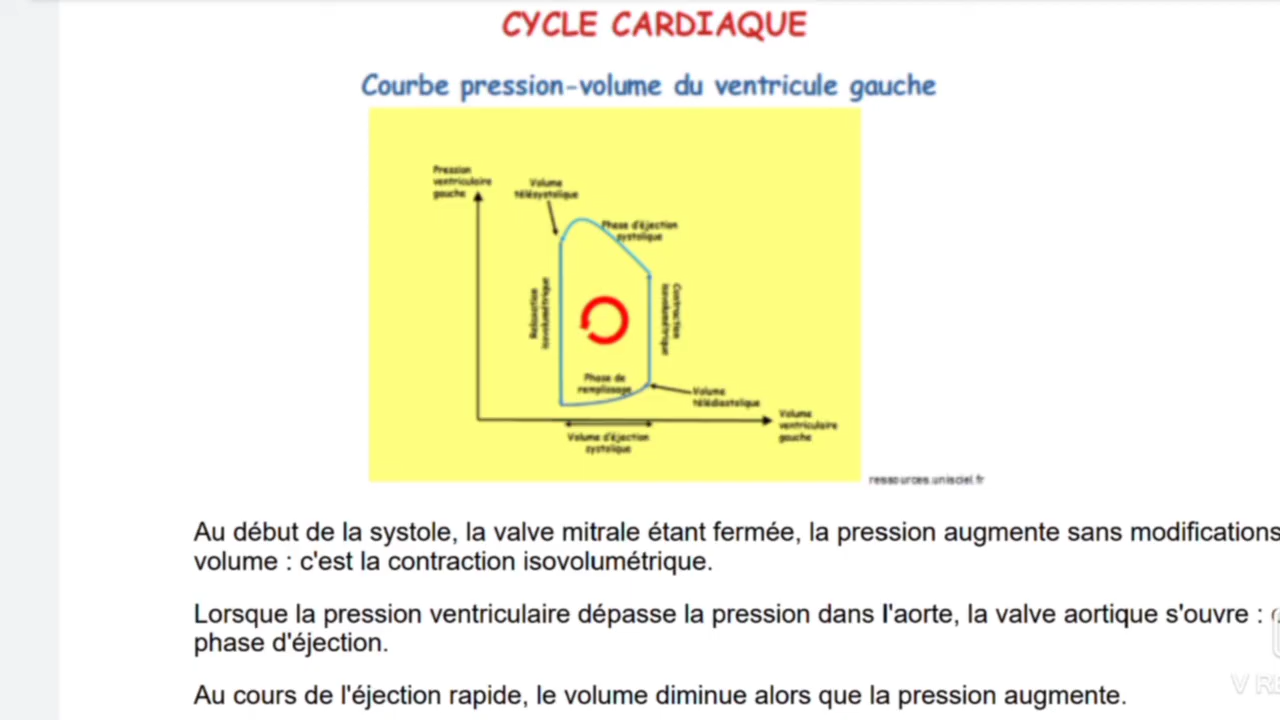 CYCLE CARDIAQUE
Courbe pression-volume du ventricule gauche
Pression
ventriculaire
gauche
Volume
télésystolique
Phase d'éjection
systolique
Relaxation
isovolumétrique
Contraction
isovolumétrique
Phase de
remplissage
Volume
télédiastolique
Volume
ventriculaire
gauche
Volume d'éjection
systolique
ressources.unisciel.fr
Au début de la systole, la valve mitrale étant fermée, la pression augmente sans modifications
volume : c'est la contraction isovolumétrique.
Lorsque la pression ventriculaire dépasse la pression dans l'aorte, la valve aortique s'ouvre :
phase d'éjection.
Au cours de l'éjection rapide, le volume diminue alors que la pression augmente.
V RE